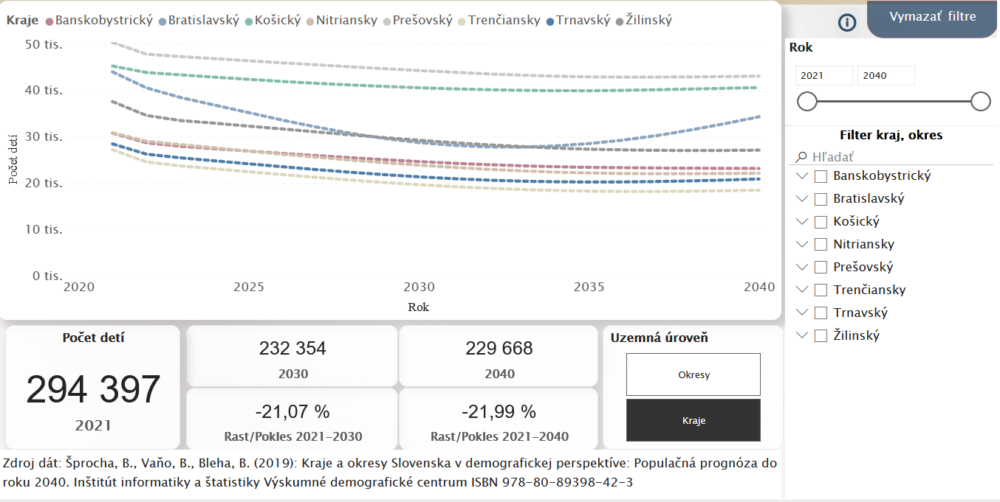 Kraje Banskobystrický Bratislavský Košický Nitriansky Prešovský Trenčiansky Trnavský Žilinský
50 tis.
40 tis.
30 tis.
20 tis.
10 tis.
0 tis.
Počet detí
2020 2025 2030 2035 2040
Rok
Vymazať filtre
Rok
2021 2040
Filter kraj, okres
Hľadať
Banskobystrický
Bratislavský
Košický
Nitriansky
Prešovský
Trenčiansky
Trnavský
Žilinský
Počet detí
294 397
2021
232 354
2030
229 668
2040
-21,07 %
Rast/Pokles 2021-2030
-21,99 %
Rast/Pokles 2021-2040
Uzemná úroveň
Okresy
Kraje
Zdroj dát: Šprocha, B., Vaňo, B., Bleha, B. (2019): Kraje a okresy Slovenska v demografickej perspektíve: Populačná prognóza do
roku 2040. Inštitút informatiky a štatistiky Výskumné demografické centrum ISBN 978-80-89398-42-3